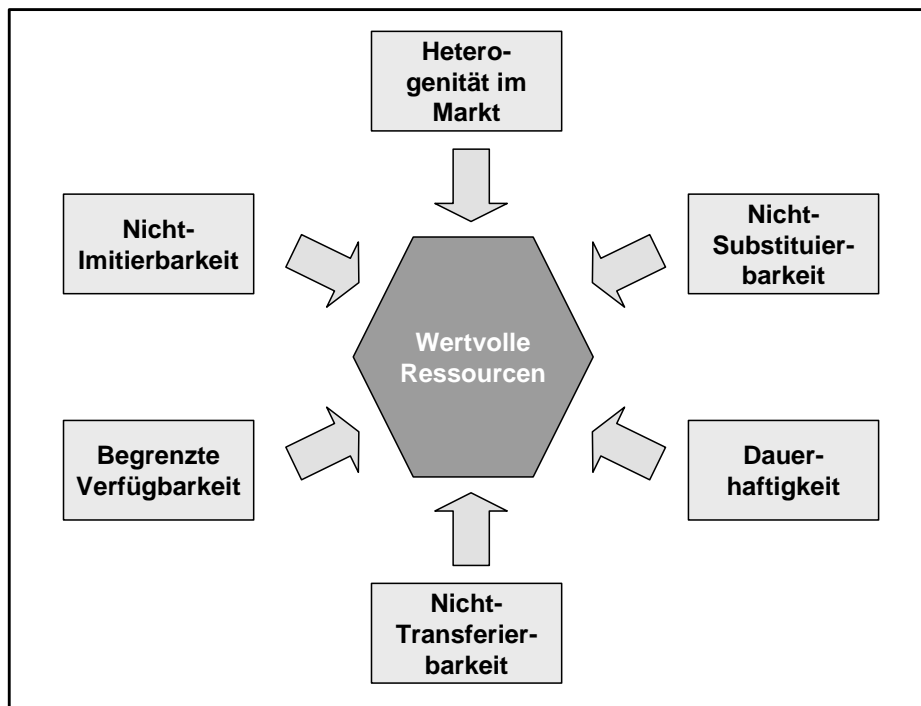 Hetero-
genität im
Markt
Nicht-
Imitierbarkeit
Nicht-
Substituier-
barkeit
Wertvolle
Ressourcen
Begrenzte
Verfügbarkeit
Dauer-
haftigkeit
Nicht-
Transferier-
barkeit